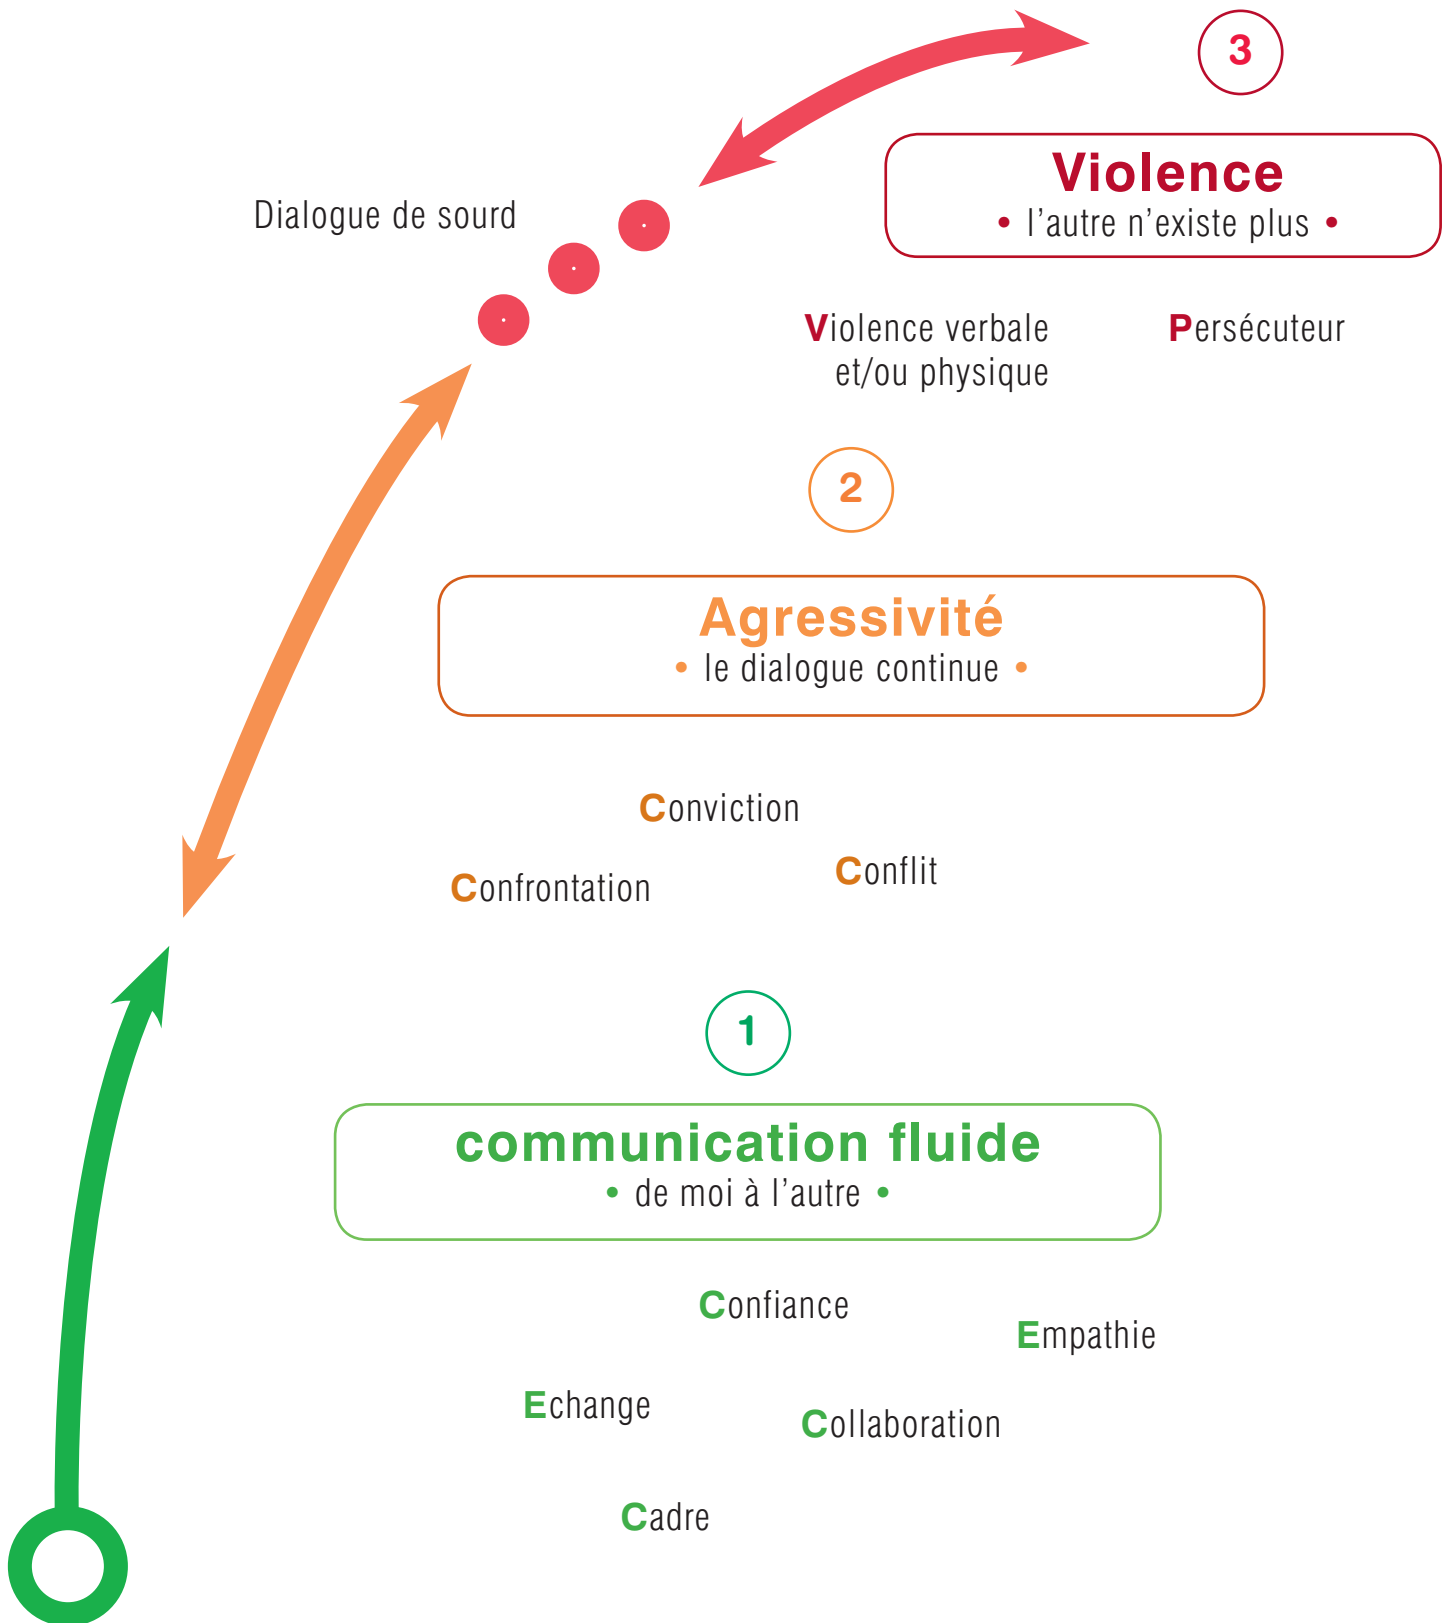 3
Violence
• l’autre n’existe plus •
Dialogue de sourd
Violence verbale
et/ou physique
Persécuteur
2
Agressivité
• le dialogue continue •
Conviction
Conflit
Confrontation
1
communication fluide
• de moi à l’autre •
Confiance
Empathie
Echange
Collaboration
Cadre